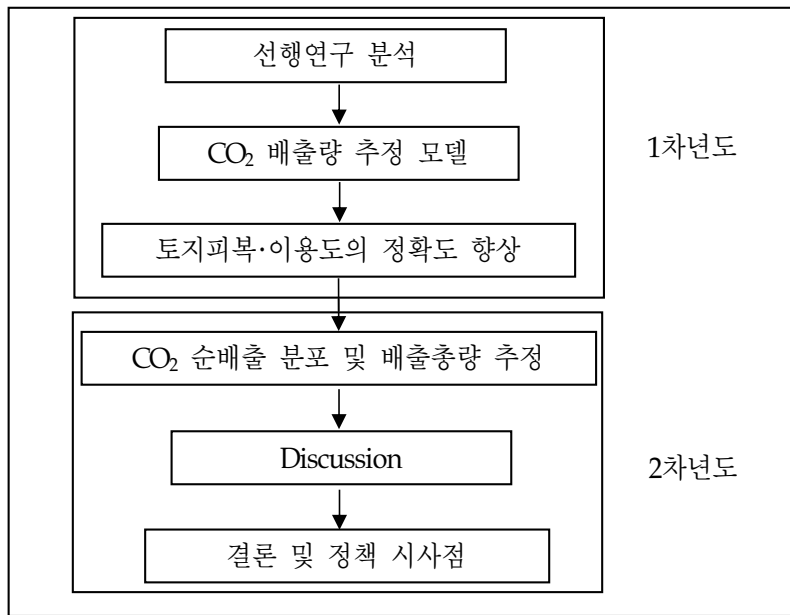 선행연구 분석
CO₂ 배출량 추정 모델
1차년도
토지피복·이용도의 정확도 향상
CO₂ 순배출 분포 및 배출총량 추정
Discussion
2차년도
결론 및 정책 시사점